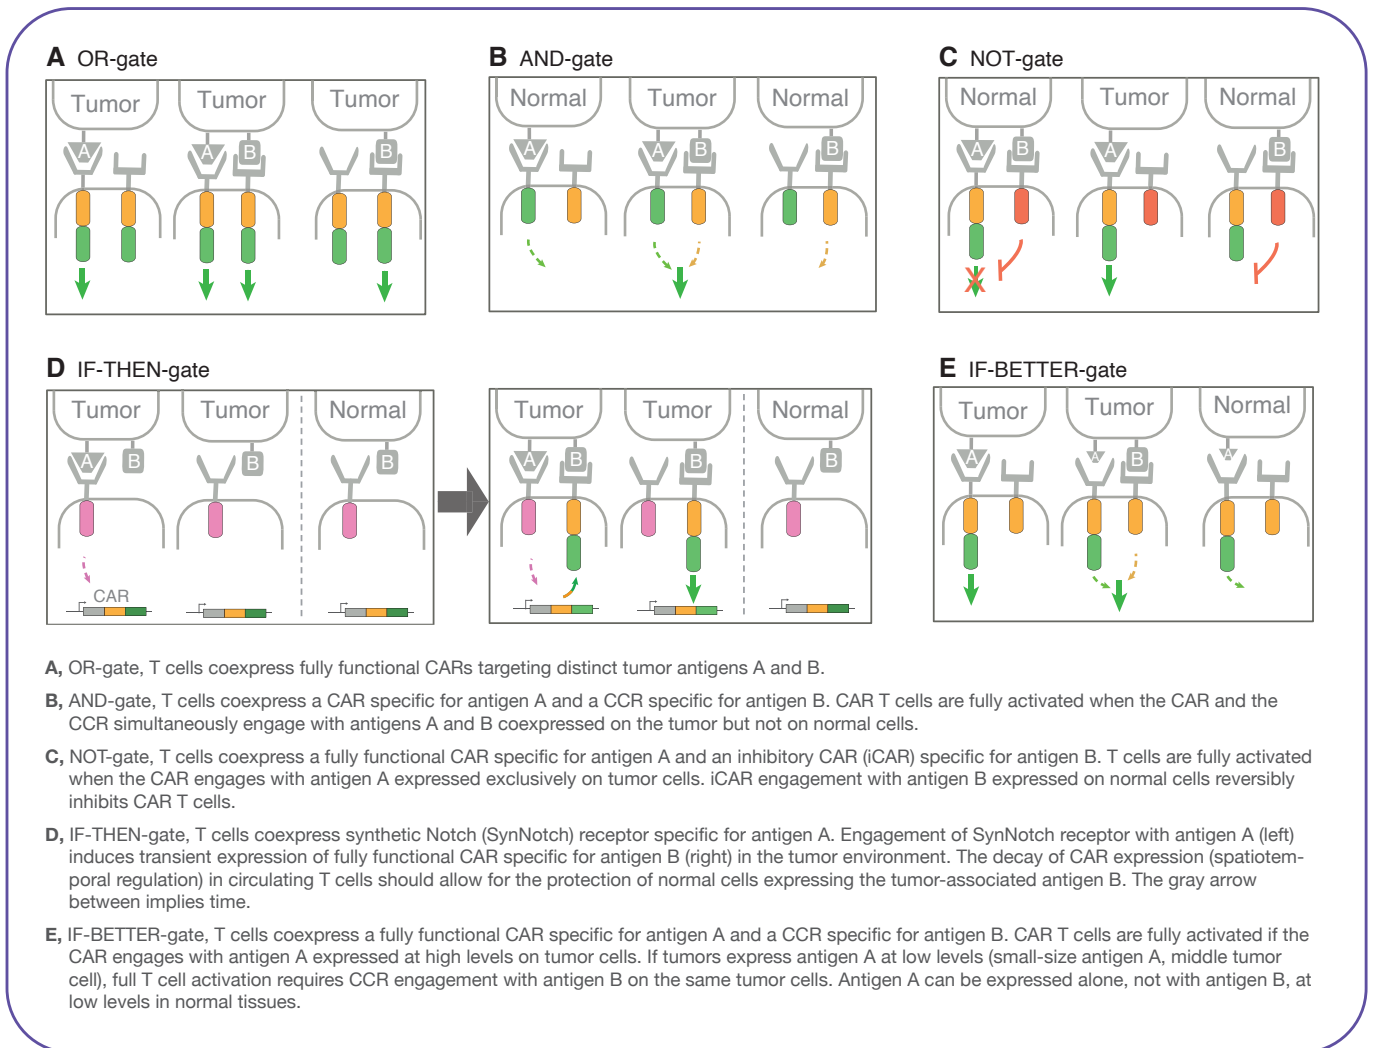 A OR-gate
Tumor Tumor Tumor
A A B B
B AND-gate
Normal Tumor Normal
A A B B
C NOT-gate
Normal Tumor Normal
A B A B
X
D IF-THEN-gate
Tumor Tumor Normal
A B B B
CAR
Tumor Tumor Normal
A B B B
E IF-BETTER-gate
Tumor Tumor Normal
A A B A
A, OR-gate, T cells coexpress fully functional CARs targeting distinct tumor antigens A and B.
B, AND-gate, T cells coexpress a CAR specific for antigen A and a CCR specific for antigen B. CAR T cells are fully activated when the CAR and the
CCR simultaneously engage with antigens A and B coexpressed on the tumor but not on normal cells.
C, NOT-gate, T cells coexpress a fully functional CAR specific for antigen A and an inhibitory CAR (iCAR) specific for antigen B. T cells are fully activated
when the CAR engages with antigen A expressed exclusively on tumor cells. iCAR engagement with antigen B expressed on normal cells reversibly
inhibits CAR T cells.
D, IF-THEN-gate, T cells coexpress synthetic Notch (SynNotch) receptor specific for antigen A. Engagement of SynNotch receptor with antigen A (left)
induces transient expression of fully functional CAR specific for antigen B (right) in the tumor environment. The decay of CAR expression (spatiotem-
poral regulation) in circulating T cells should allow for the protection of normal cells expressing the tumor-associated antigen B. The gray arrow
between implies time.
E, IF-BETTER-gate, T cells coexpress a fully functional CAR specific for antigen A and a CCR specific for antigen B. CAR T cells are fully activated if the
CAR engages with antigen A expressed at high levels on tumor cells. If tumors express antigen A at low levels (small-size antigen A, middle tumor
cell), full T cell activation requires CCR engagement with antigen B on the same tumor cells. Antigen A can be expressed alone, not with antigen B, at
low levels in normal tissues.